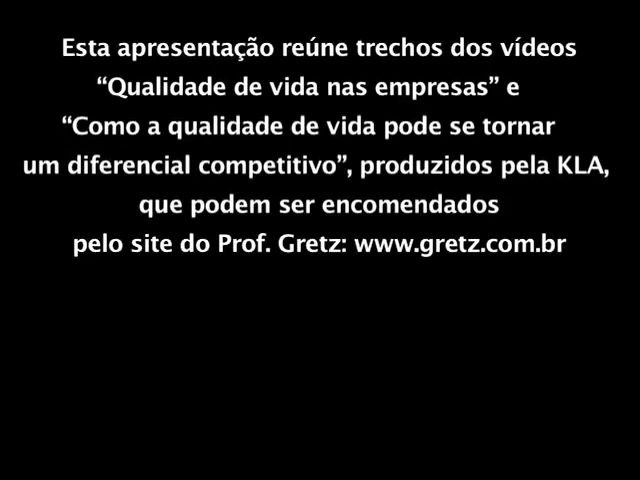 Esta apresentação reúne trechos dos vídeos
“Qualidade de vida nas empresas” e
“Como a qualidade de vida pode se tornar
um diferencial competitivo”, produzidos pela KLA,
que podem ser encomendados
pelo site do Prof. Gretz: www.gretz.com.br